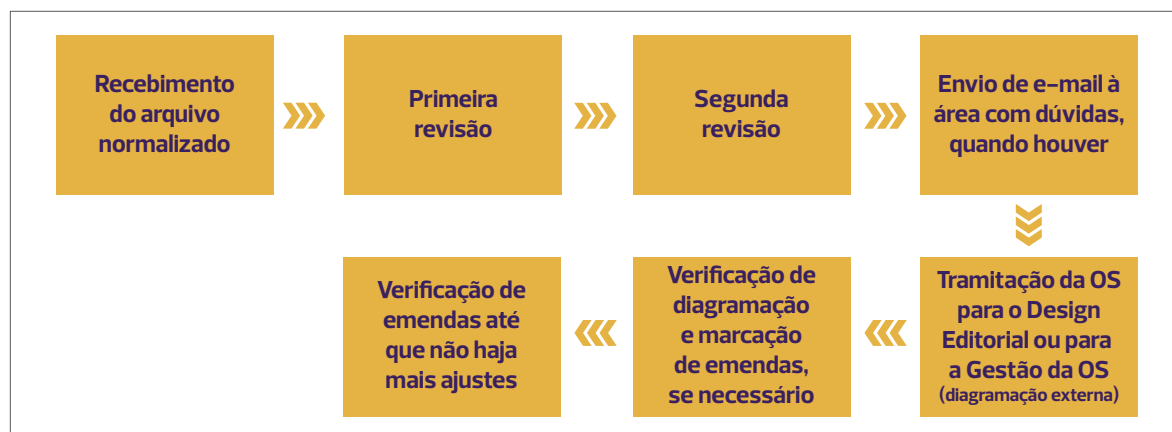 Recebimento
do arquivo
normalizado
Primeira
revisão
Segunda
revisão
Envio de e-mail à
área com dúvidas,
quando houver
Tramitação da OS
para o Design
Editorial ou para
a Gestão da OS
(diagramação externa)
Verificação de
diagramação
e marcação
de emendas,
se necessário
Verificação de
emendas até
que não haja
mais ajustes